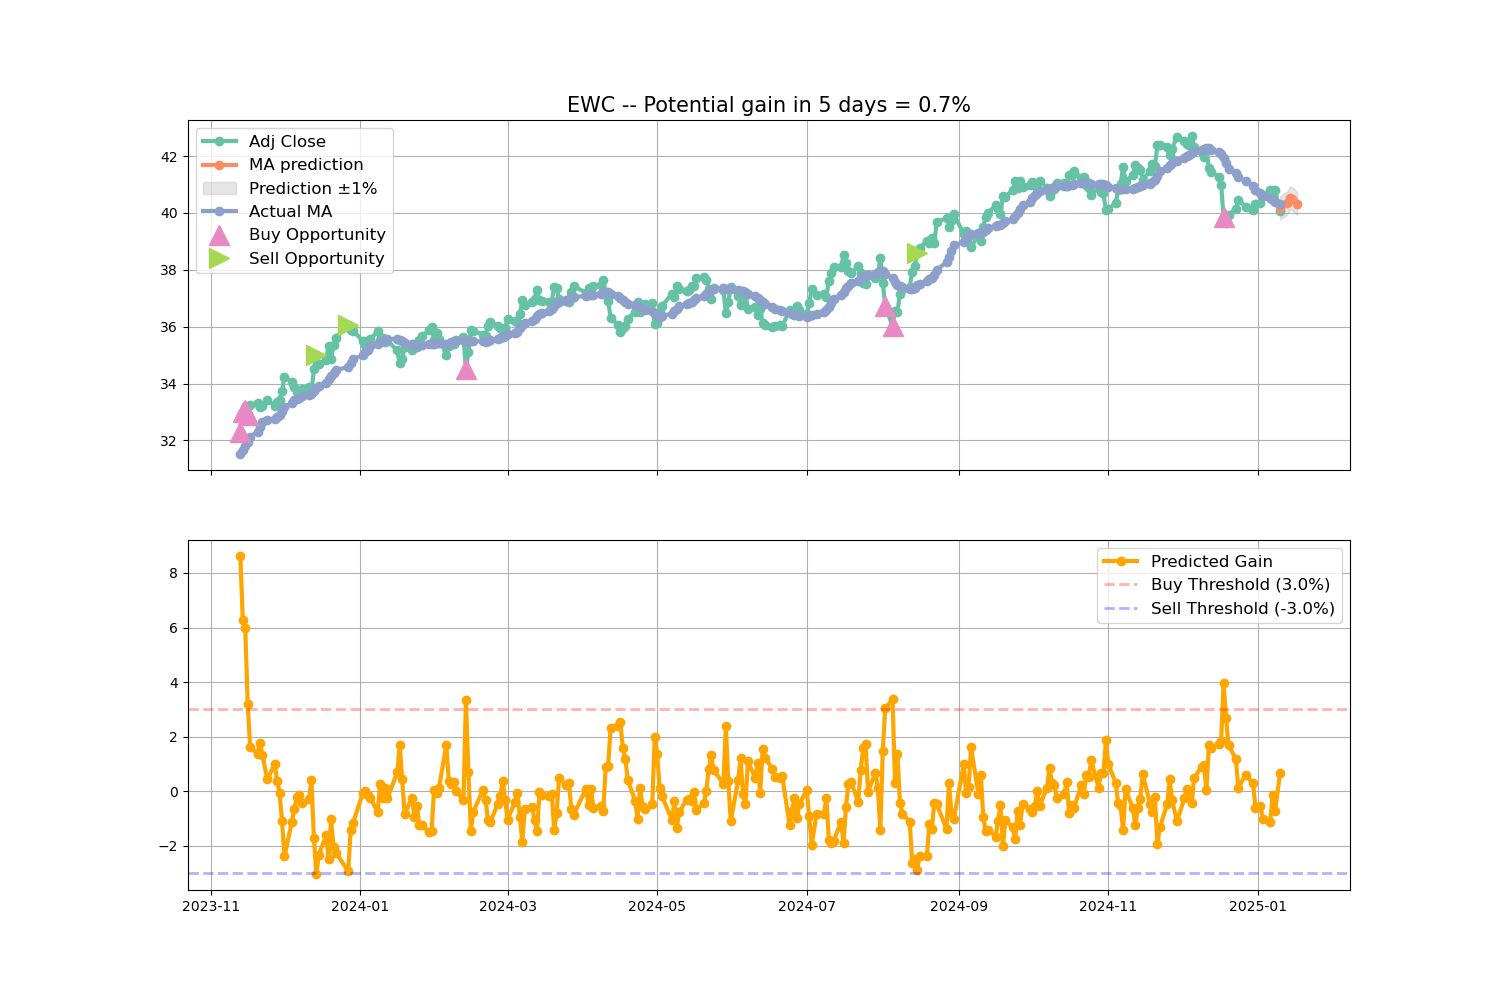 EWC -- Potential gain in 5 days = 0.7%
Adj Close
MA prediction
Prediction ±1%
Actual MA
Buy Opportunity
Sell Opportunity
42
40
38
36
34
32
Predicted Gain
Buy Threshold (3.0%)
Sell Threshold (-3.0%)
8
6
4
2
0
−2
2023-11 2024-01 2024-03 2024-05 2024-07 2024-09 2024-11 2025-01